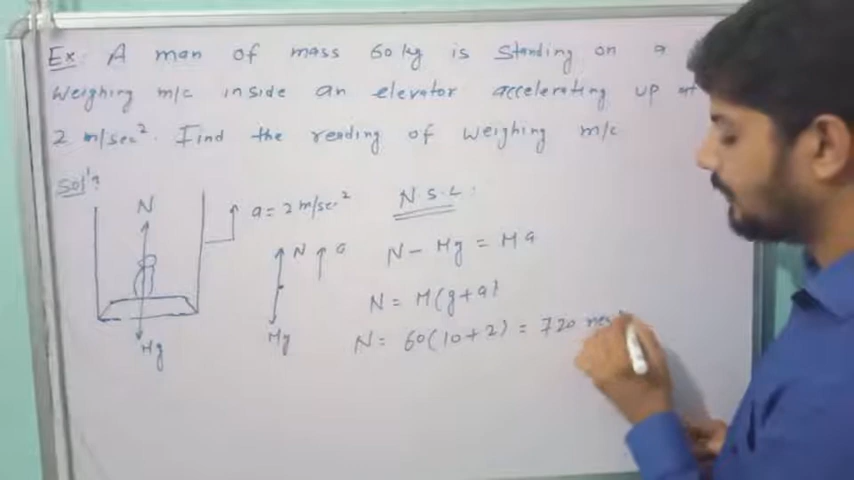 Ex: A man of mass 60 kg is standing on a
weighing m/c inside an elevator accelerating up at
2 m/sec². Find the reading of weighing m/c
Solⁿ:
N
a = 2 m/sec²
N.S.L.
N a
N - Mg = Ma
N = M(g+a)
Mg
Mg
N = 60(10+2) = 720